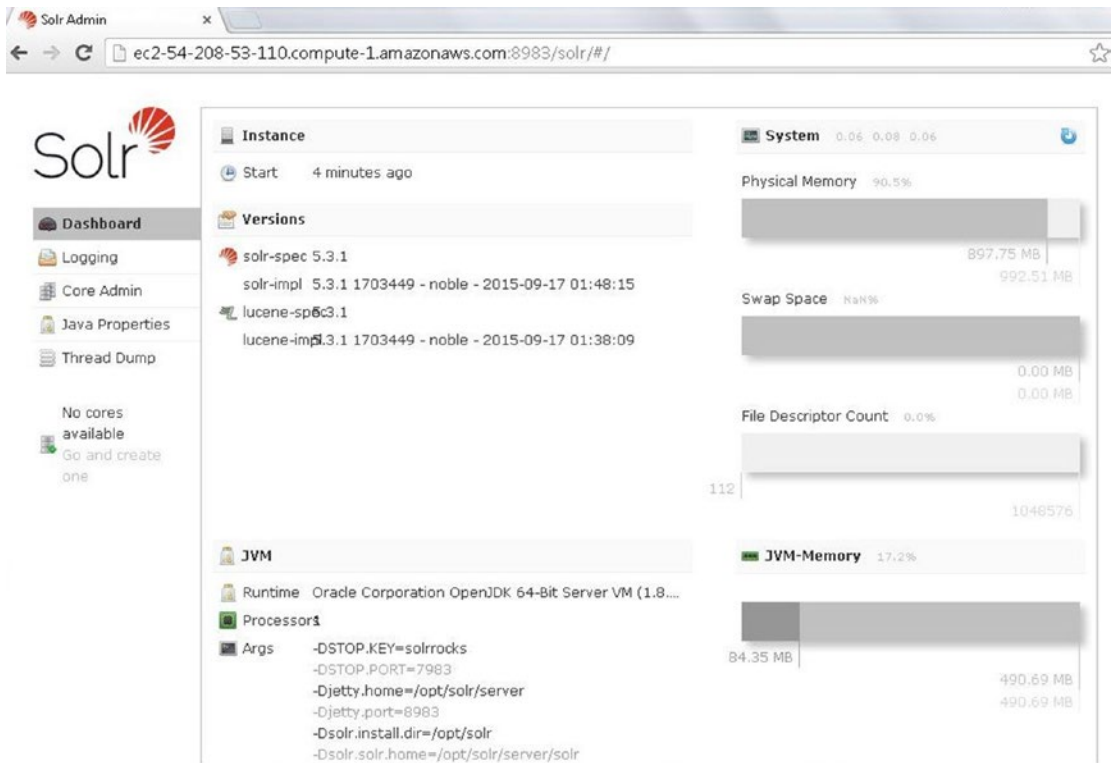 Solr Admin
ec2-54-208-53-110.compute-1.amazonaws.com:8983/solr/#/
Solr
Dashboard
Logging
Core Admin
Java Properties
Thread Dump
No cores
available
Go and create
one
Instance
Start 4 minutes ago
Versions
solr-spec 5.3.1
solr-impl 5.3.1 1703449 - noble - 2015-09-17 01:48:15
lucene-spec 5.3.1
lucene-impl 5.3.1 1703449 - noble - 2015-09-17 01:38:09
JVM
Runtime Oracle Corporation OpenJDK 64-Bit Server VM (1.8....
Processors 1
Args -DSTOP.KEY=solrrocks
-DSTOP.PORT=7983
-Djetty.home=/opt/solr/server
-Djetty.port=8983
-Dsolr.install.dir=/opt/solr
-Dsolr.solr.home=/opt/solr/server/solr
System 0.06 0.08 0.06
Physical Memory 90.5%
897.75 MB
992.51 MB
Swap Space NaN%
0.00 MB
0.00 MB
File Descriptor Count 0.0%
112
1048576
JVM-Memory 17.2%
84.35 MB
490.69 MB
490.69 MB